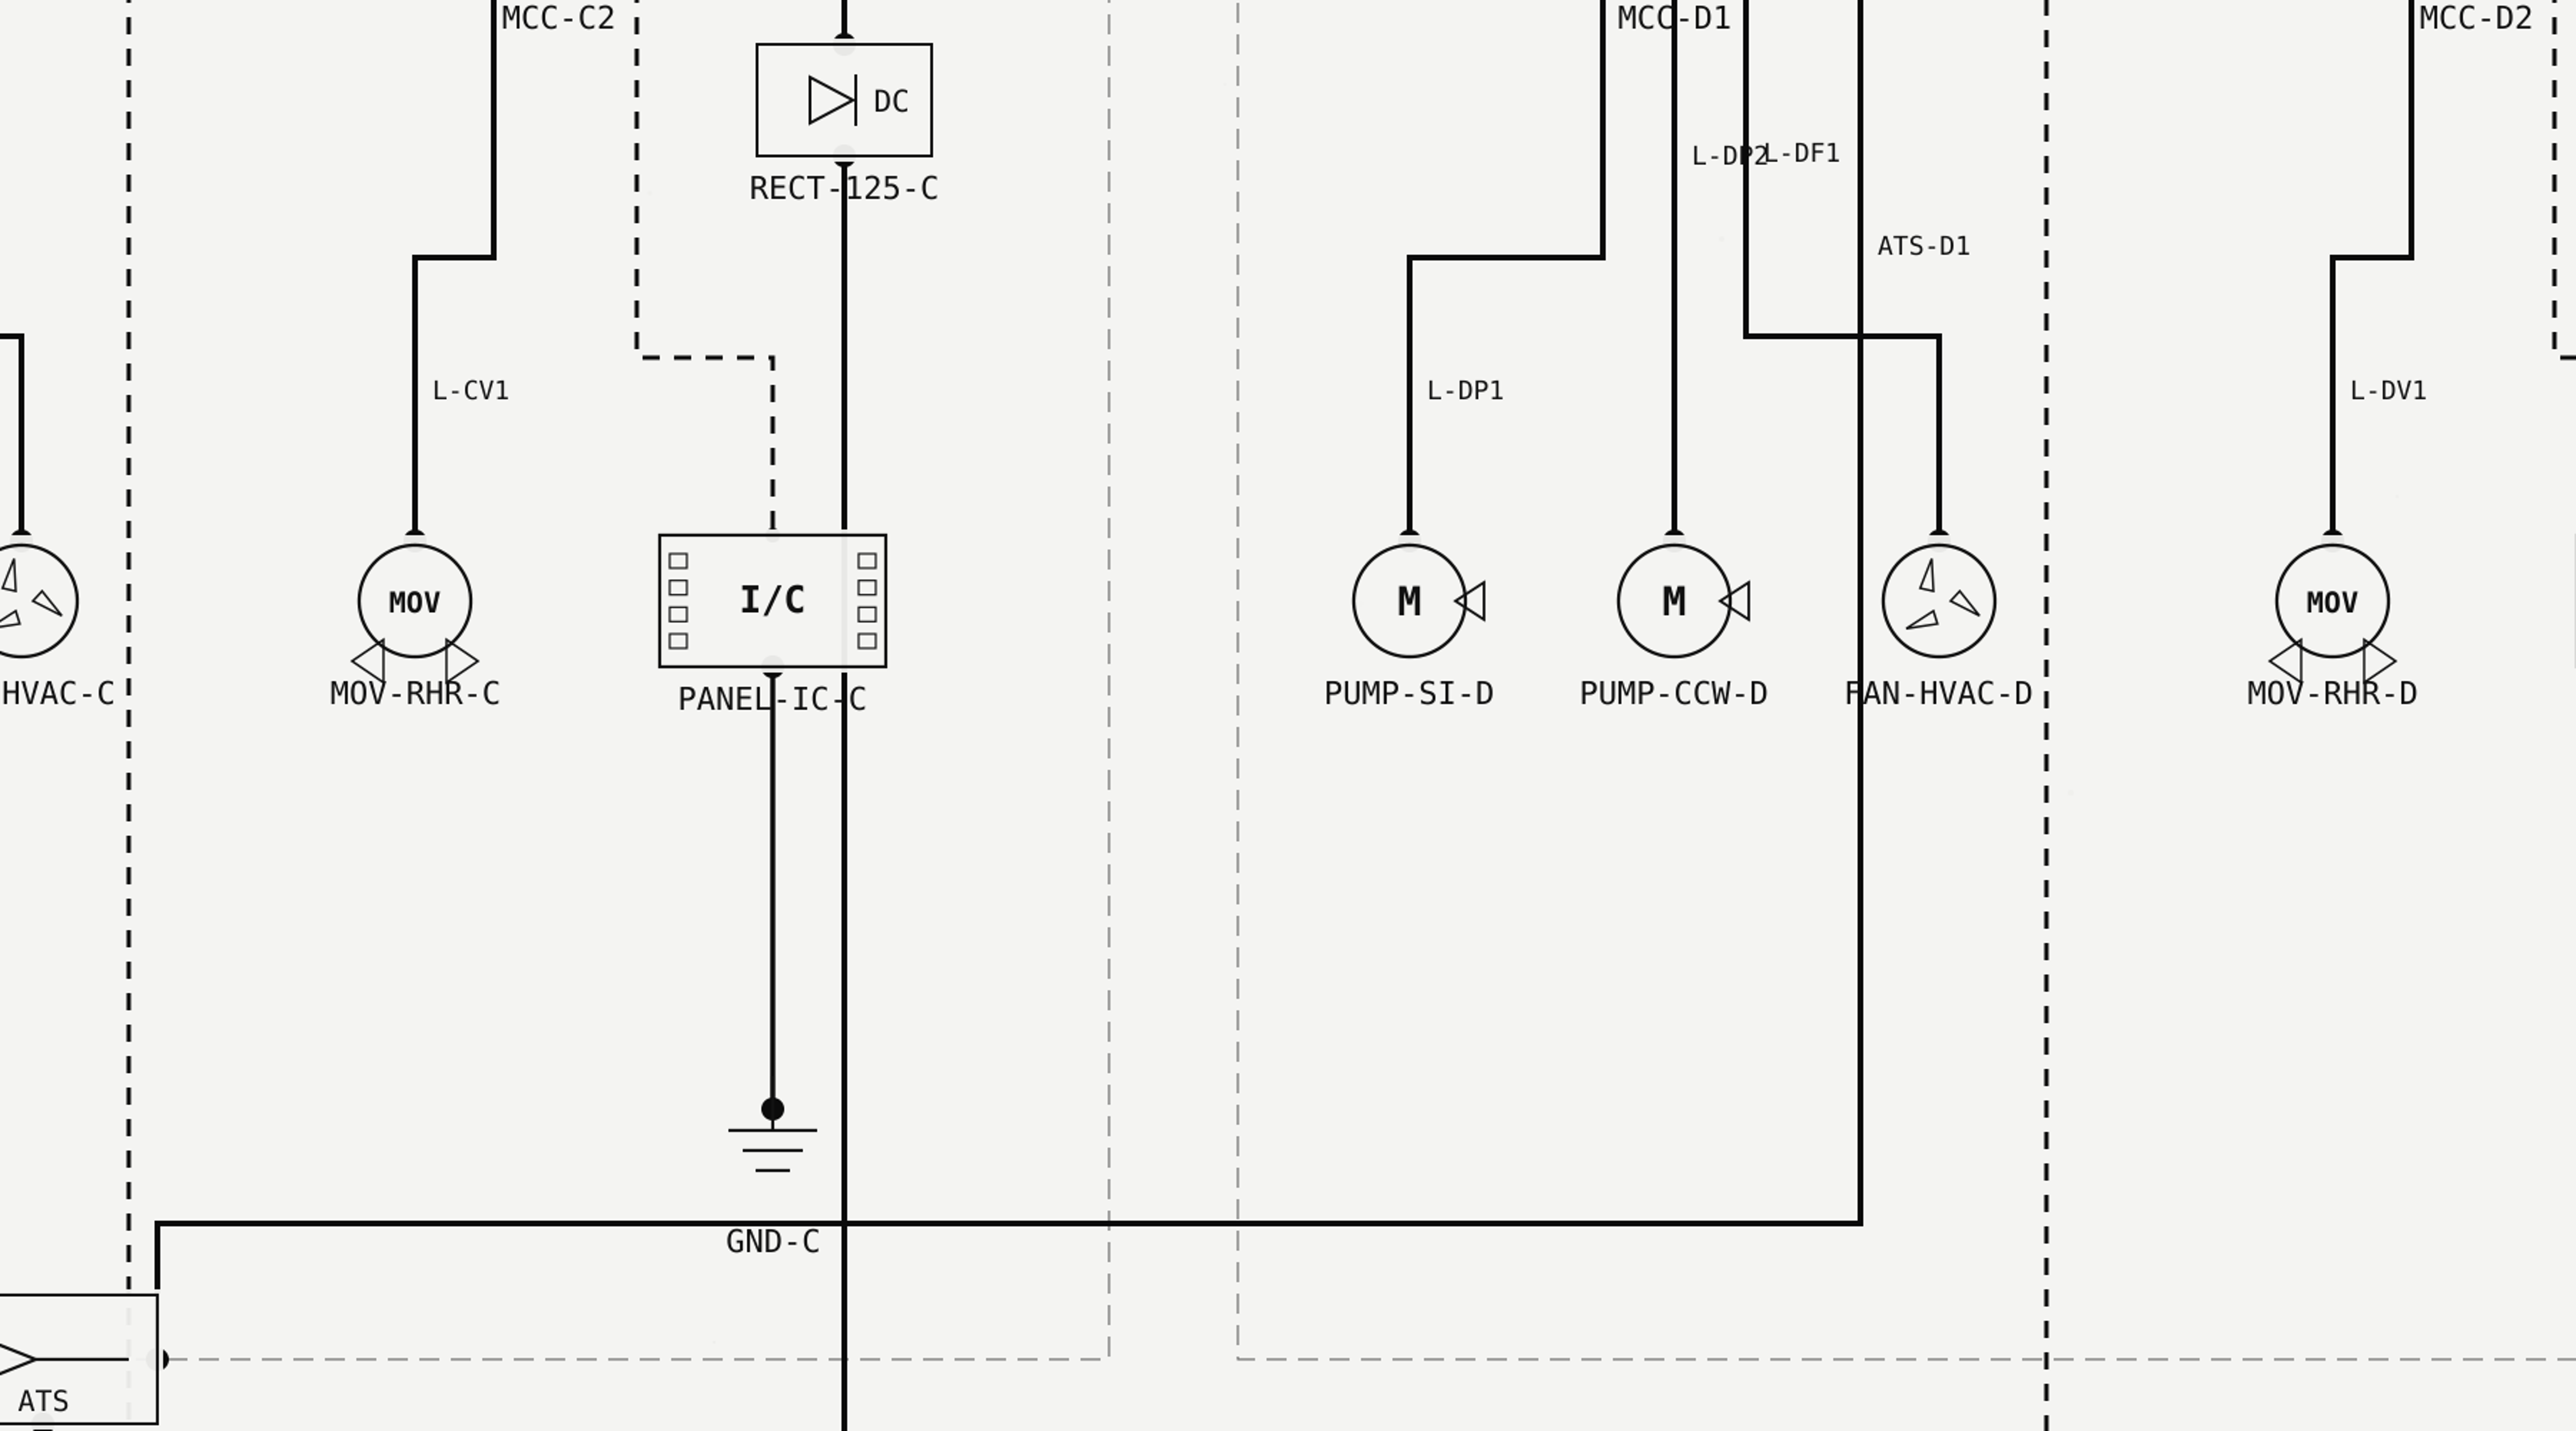 MCC-C2
MCC-D1
MCC-D2
DC
RECT-125-C
L-DP2
L-DF1
ATS-D1
L-CV1
L-DP1
L-DV1
MOV
I/C
M
M
MOV
HVAC-C
MOV-RHR-C
PANEL-IC-C
PUMP-SI-D
PUMP-CCW-D
FAN-HVAC-D
MOV-RHR-D
GND-C
ATS